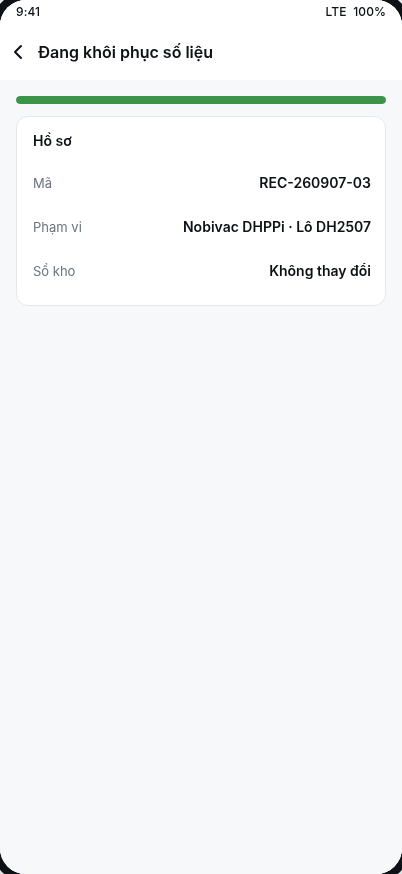 9:41
LTE 100%
Đang khôi phục số liệu
Hồ sơ
Mã
REC-260907-03
Phạm vi
Nobivac DHPPi · Lô DH2507
Sổ kho
Không thay đổi